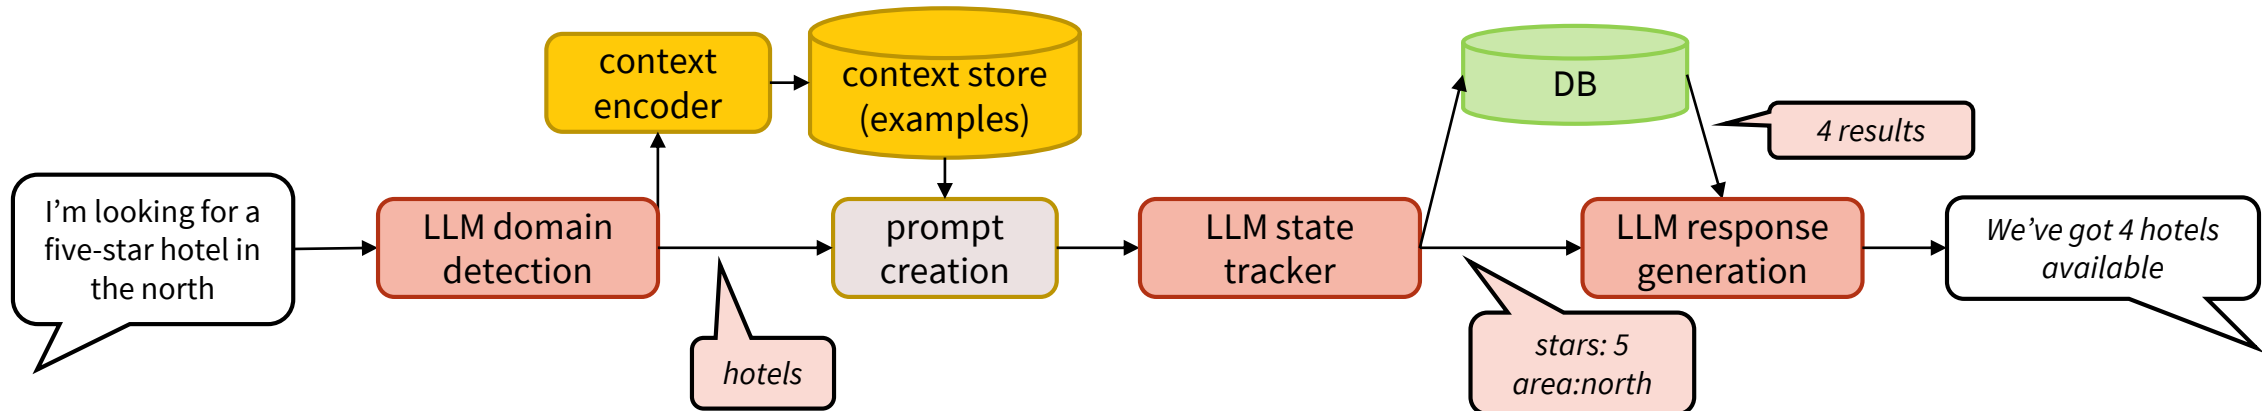 context
encoder
context store
(examples)
DB
4 results
I'm looking for a
five-star hotel in
the north
LLM domain
detection
prompt
creation
LLM state
tracker
LLM response
generation
We've got 4 hotels
available
hotels
stars: 5
area:north